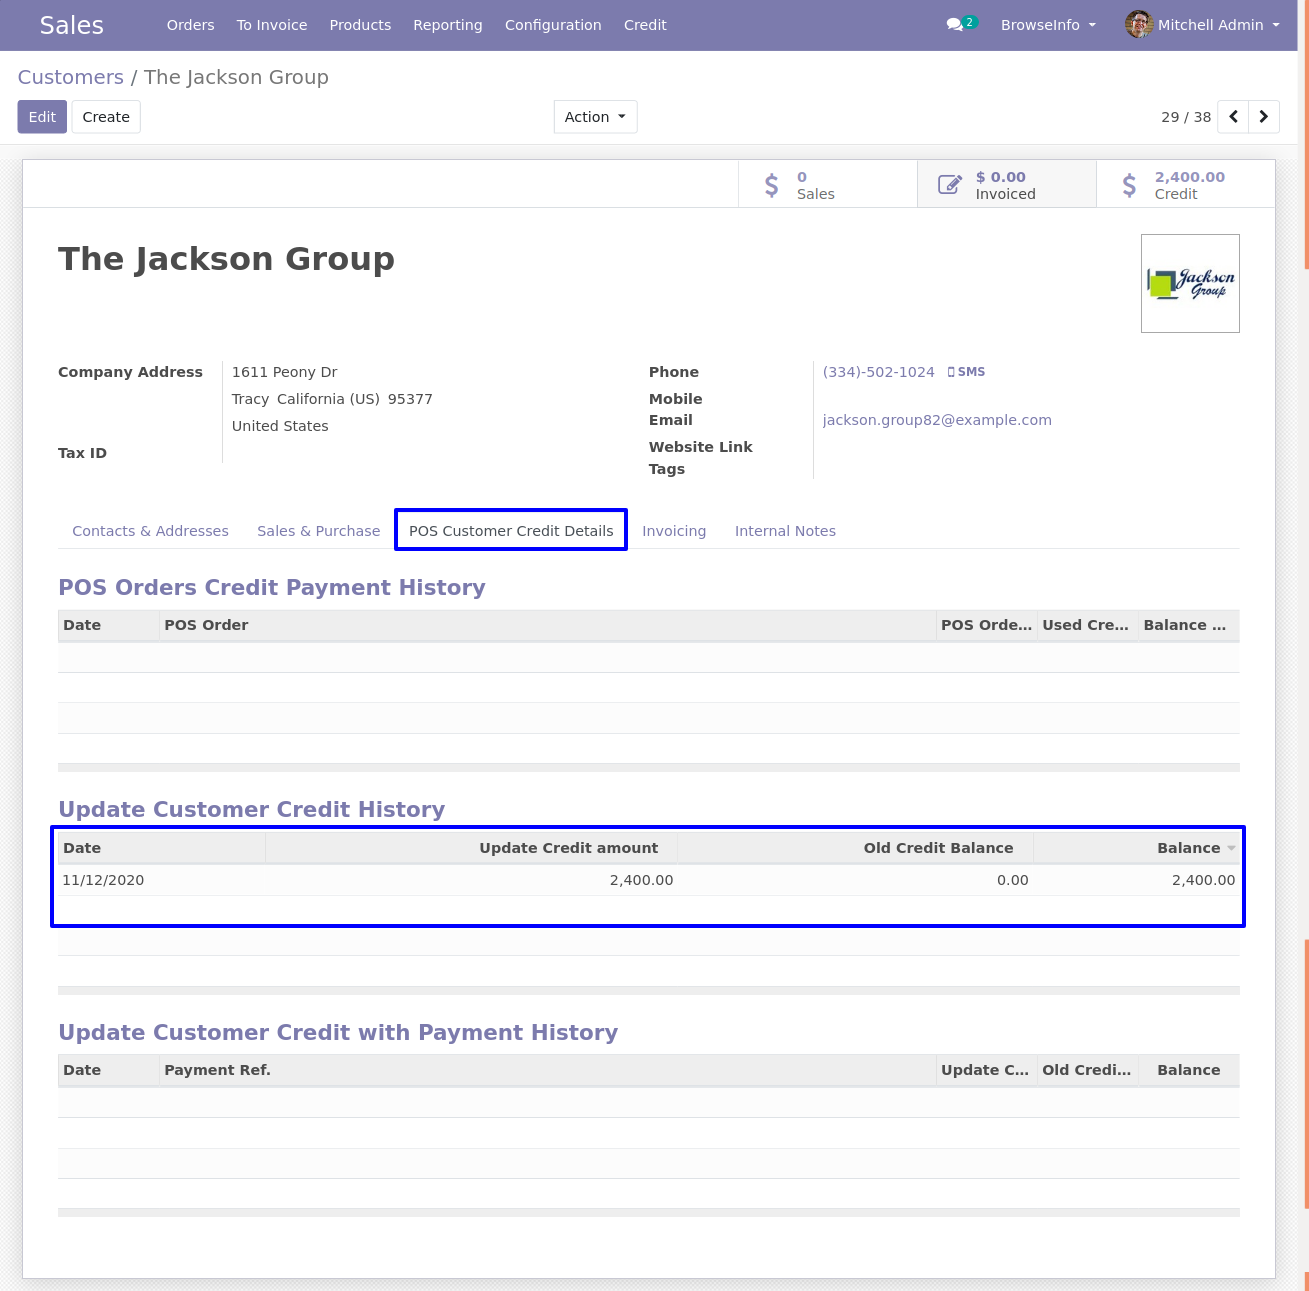 Sales Orders To Invoice Products Reporting Configuration Credit 2 BrowseInfo Mitchell Admin
Customers / The Jackson Group
Edit Create Action 29 / 38
0 $ 0.00 2,400.00
Sales Invoiced Credit
The Jackson Group
Jackson
Group
Company Address 1611 Peony Dr Phone (334)-502-1024 SMS
Tracy California (US) 95377 Mobile
United States Email jackson.group82@example.com
Tax ID Website Link
Tags
Contacts & Addresses Sales & Purchase POS Customer Credit Details Invoicing Internal Notes
POS Orders Credit Payment History
Date POS Order POS Orde... Used Cre... Balance ...
Update Customer Credit History
Date Update Credit amount Old Credit Balance Balance
11/12/2020 2,400.00 0.00 2,400.00
Update Customer Credit with Payment History
Date Payment Ref. Update C... Old Credi... Balance